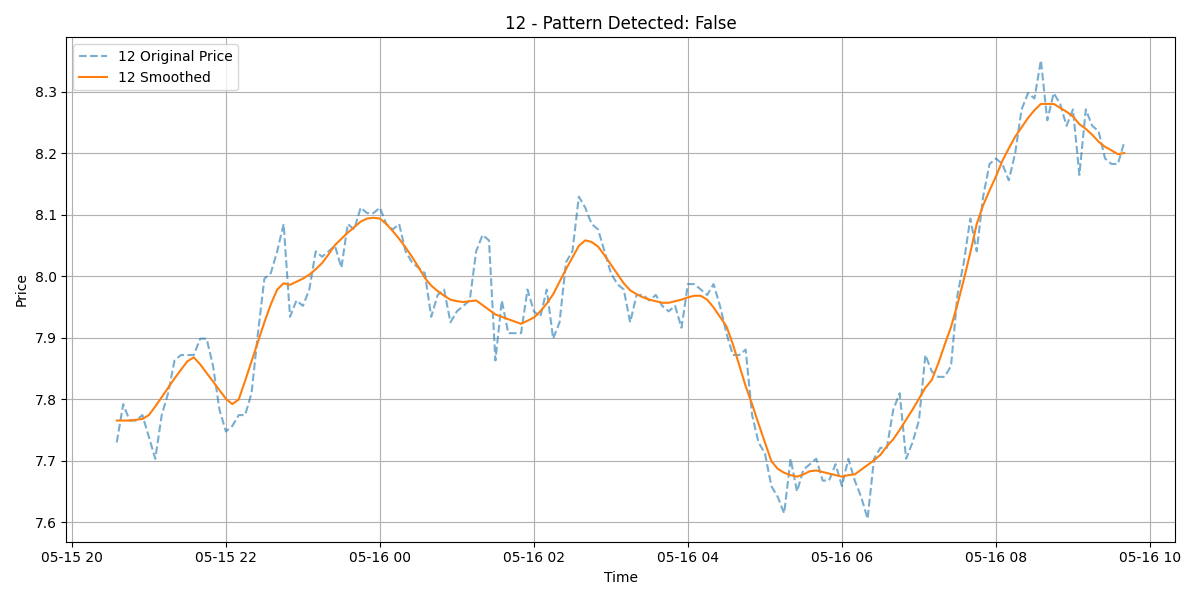 12 - Pattern Detected: False
12 Original Price
12 Smoothed
Price
8.3
8.2
8.1
8.0
7.9
7.8
7.7
7.6
05-15 20 05-15 22 05-16 00 05-16 02 05-16 04 05-16 06 05-16 08 05-16 10
Time